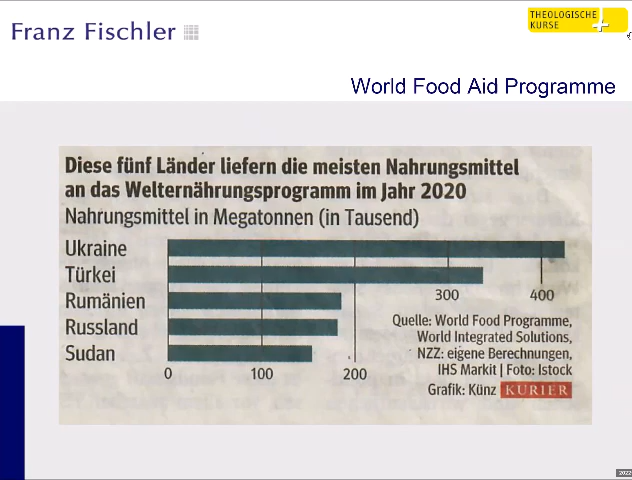 Franz Fischler
THEOLOGISCHE
KURSE
World Food Aid Programme
Diese fünf Länder liefern die meisten Nahrungsmittel
an das Welternährungsprogramm im Jahr 2020
Nahrungsmittel in Megatonnen (in Tausend)
Ukraine
Türkei
Rumänien
Russland
Sudan
300 400
0 100 200
Quelle: World Food Programme,
World Integrated Solutions,
NZZ: eigene Berechnungen,
IHS Markit | Foto: Istock
Grafik: Künz KURIER
2022